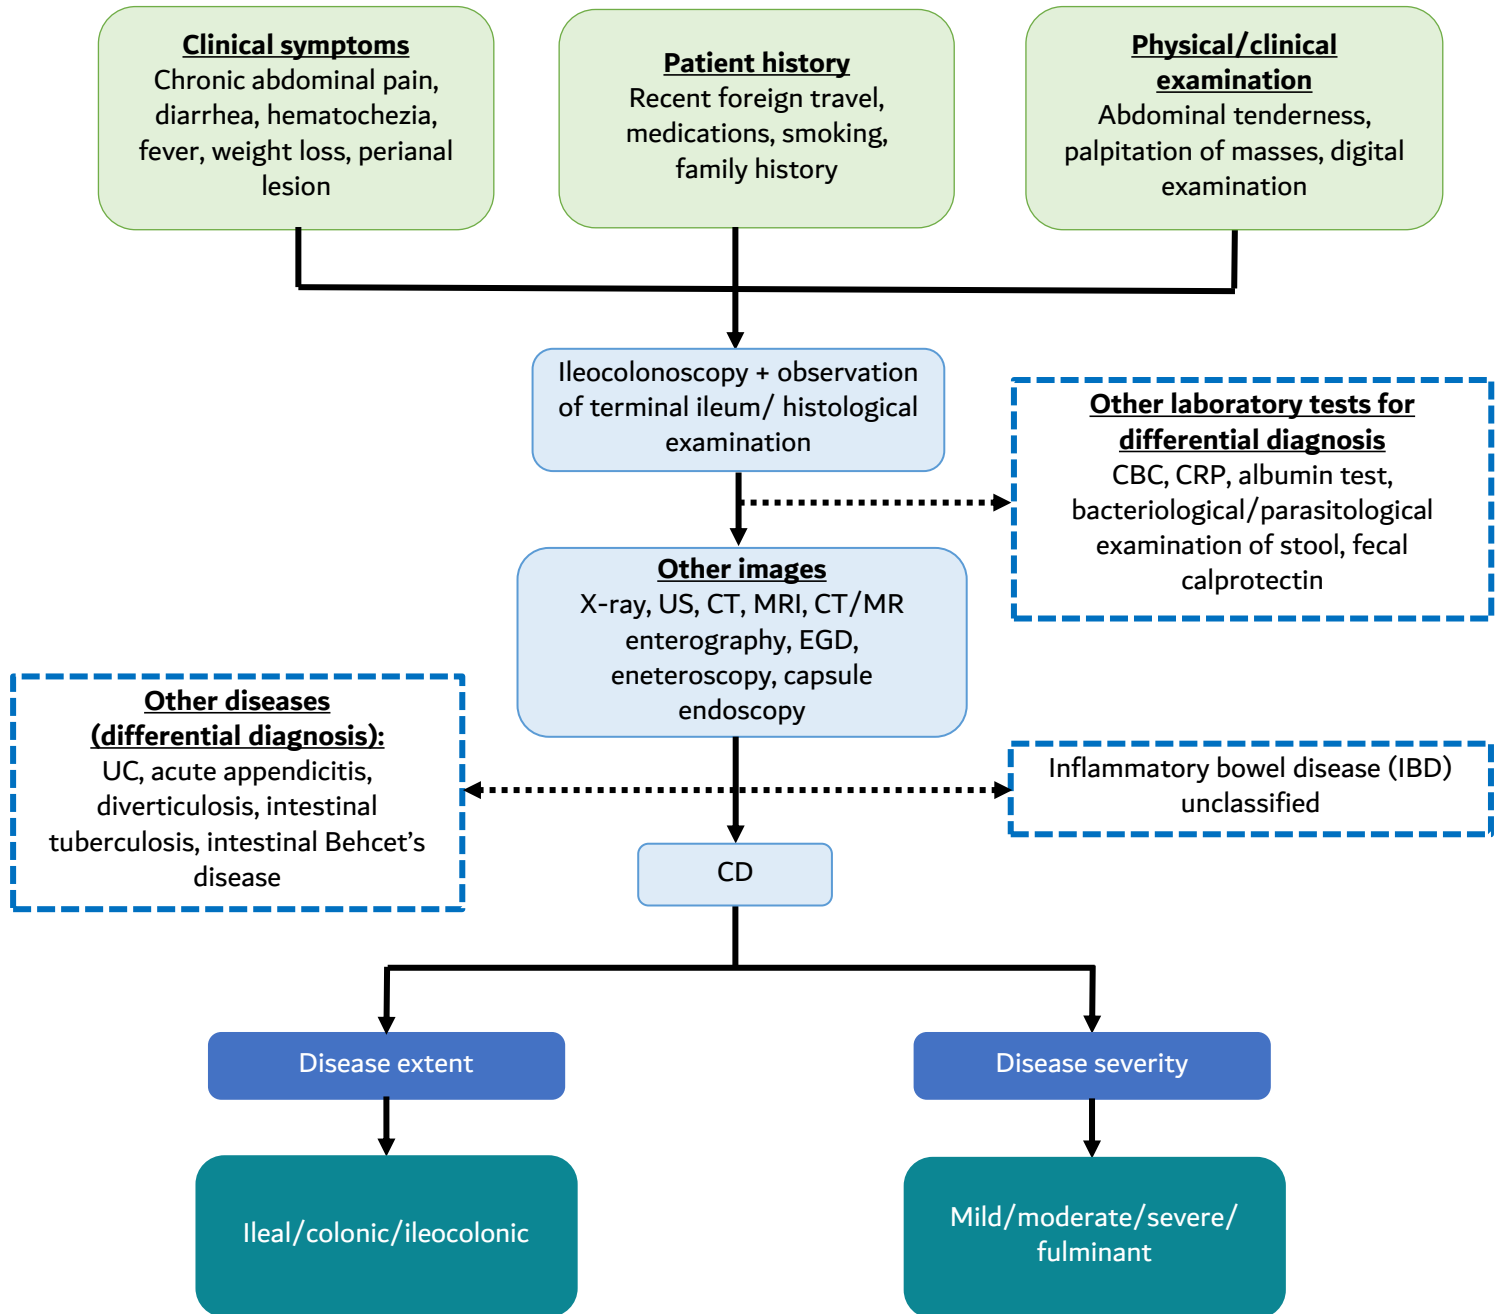 Clinical symptoms
Chronic abdominal pain,
diarrhea, hematochezia,
fever, weight loss, perianal
lesion
Patient history
Recent foreign travel,
medications, smoking,
family history
Physical/clinical
examination
Abdominal tenderness,
palpitation of masses, digital
examination
Ileocolonoscopy + observation
of terminal ileum/ histological
examination
Other laboratory tests for
differential diagnosis
CBC, CRP, albumin test,
bacteriological/parasitological
examination of stool, fecal
calprotectin
Other images
X-ray, US, CT, MRI, CT/MR
enterography, EGD,
eneteroscopy, capsule
endoscopy
Other diseases
(differential diagnosis):
UC, acute appendicitis,
diverticulosis, intestinal
tuberculosis, intestinal Behcet’s
disease
Inflammatory bowel disease (IBD)
unclassified
CD
Disease extent
Disease severity
Ileal/colonic/ileocolonic
Mild/moderate/severe/
fulminant